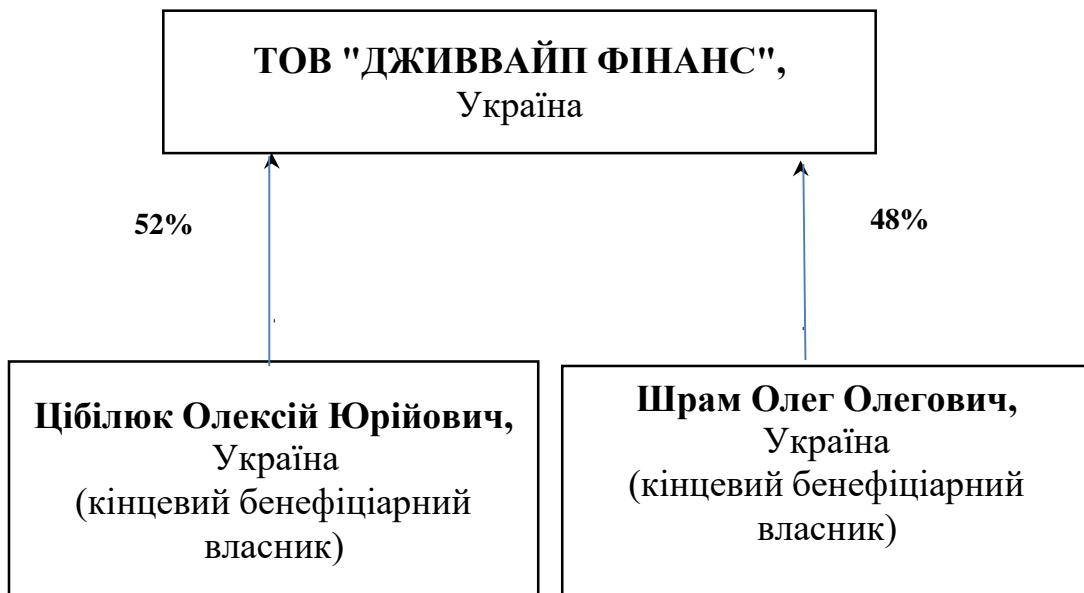 ТОВ "ДЖИВВАЙП ФІНАНС",
Україна
52%
48%
Цібілюк Олексій Юрійович,
Україна
(кінцевий бенефіціарний
власник)
Шрам Олег Олегович,
Україна
(кінцевий бенефіціарний
власник)